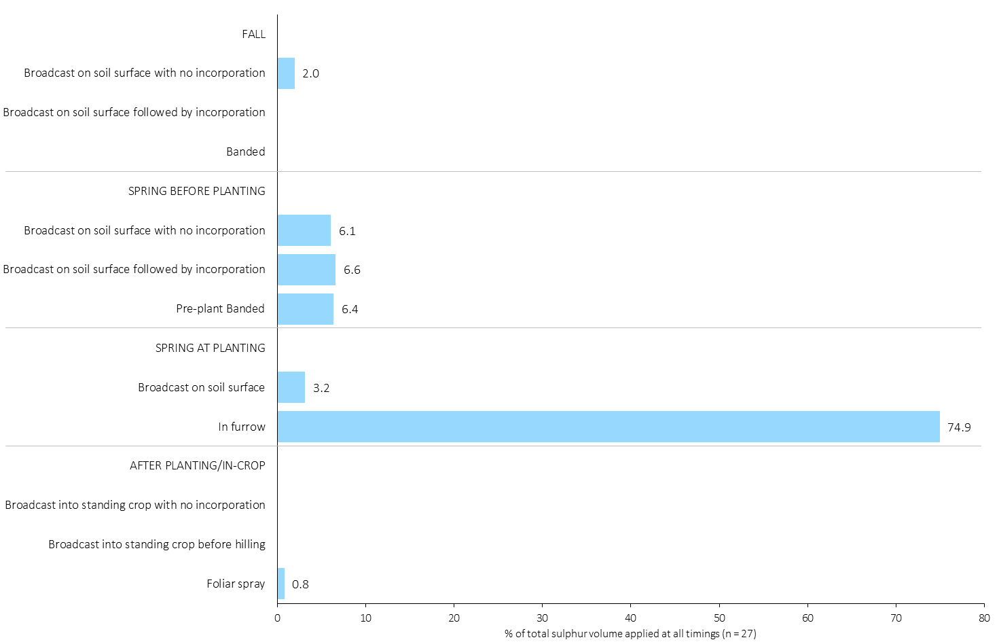 FALL
Broadcast on soil surface with no incorporation 2.0
Broadcast on soil surface followed by incorporation
Banded
SPRING BEFORE PLANTING
Broadcast on soil surface with no incorporation 6.1
Broadcast on soil surface followed by incorporation 6.6
Pre-plant Banded 6.4
SPRING AT PLANTING
Broadcast on soil surface 3.2
In furrow 74.9
AFTER PLANTING/IN-CROP
Broadcast into standing crop with no incorporation
Broadcast into standing crop before hilling
Foliar spray 0.8
0 10 20 30 40 50 60 70 80
% of total sulphur volume applied at all timings (n = 27)